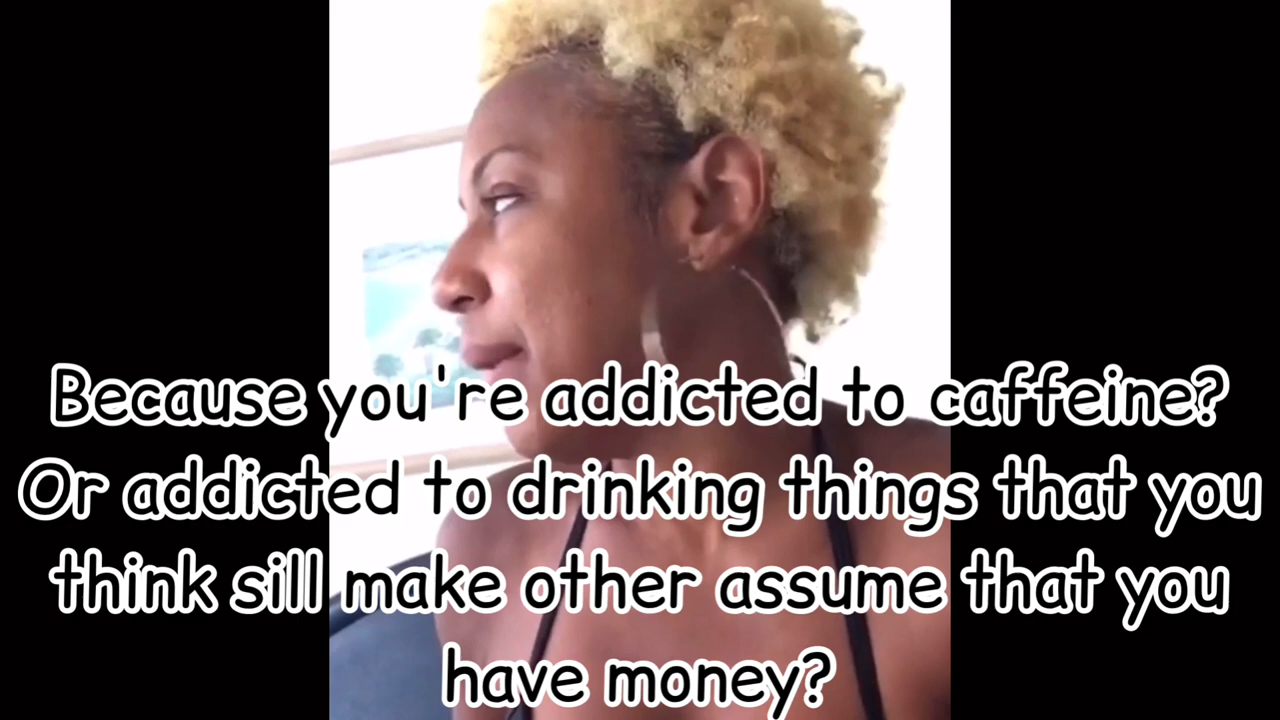 Because you're addicted to caffeine?
Or addicted to drinking things that you
think sill make other assume that you
have money?